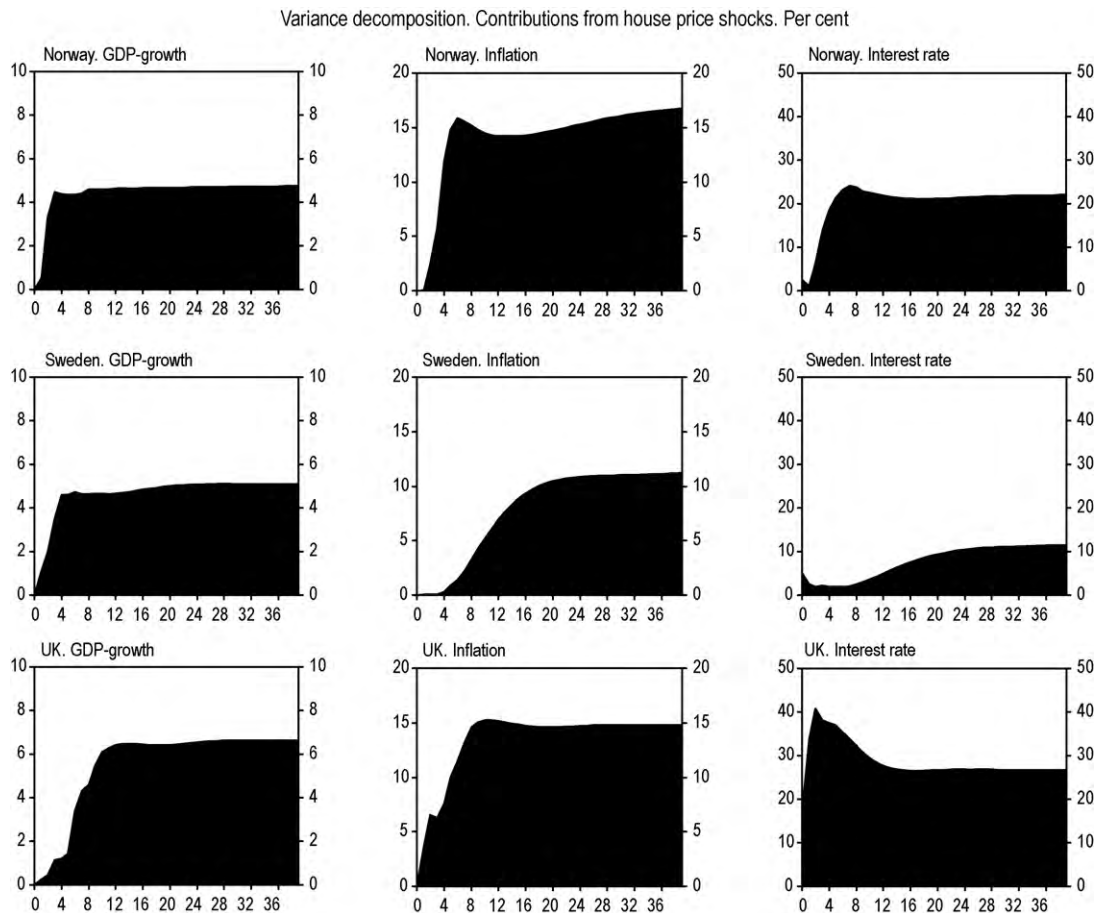 Variance decomposition. Contributions from house price shocks. Per cent
Norway. GDP-growth
10 10
8 8
6 6
4 4
2 2
0 0
0 4 8 12 16 20 24 28 32 36
Norway. Inflation
20 20
15 15
10 10
5 5
0 0
0 4 8 12 16 20 24 28 32 36
Norway. Interest rate
50 50
40 40
30 30
20 20
10 10
0 0
0 4 8 12 16 20 24 28 32 36
Sweden. GDP-growth
10 10
8 8
6 6
4 4
2 2
0 0
0 4 8 12 16 20 24 28 32 36
Sweden. Inflation
20 20
15 15
10 10
5 5
0 0
0 4 8 12 16 20 24 28 32 36
Sweden. Interest rate
50 50
40 40
30 30
20 20
10 10
0 0
0 4 8 12 16 20 24 28 32 36
UK. GDP-growth
10 10
8 8
6 6
4 4
2 2
0 0
0 4 8 12 16 20 24 28 32 36
UK. Inflation
20 20
15 15
10 10
5 5
0 0
0 4 8 12 16 20 24 28 32 36
UK. Interest rate
50 50
40 40
30 30
20 20
10 10
0 0
0 4 8 12 16 20 24 28 32 36